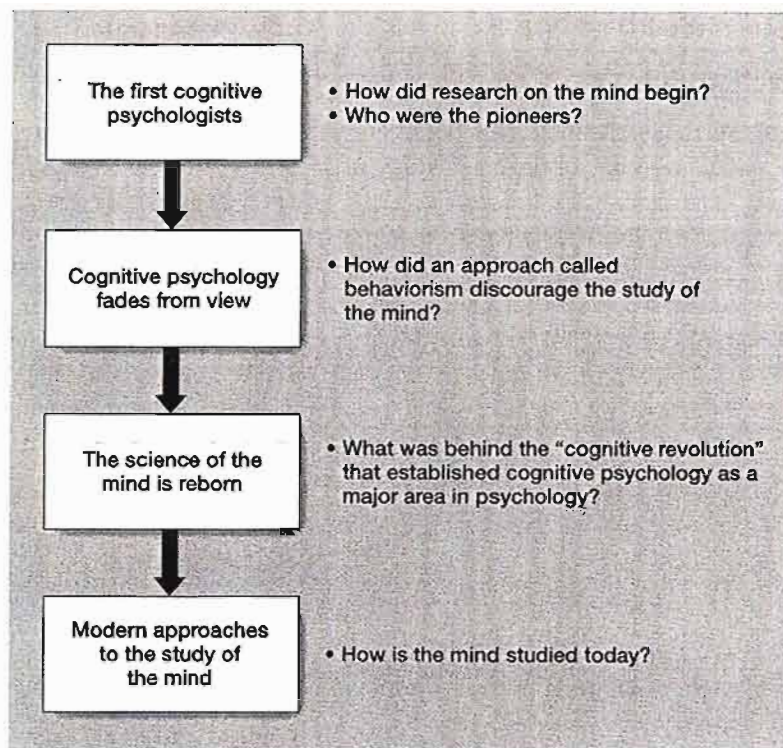 The first cognitive
psychologists
• How did research on the mind begin?
• Who were the pioneers?
Cognitive psychology
fades from view
• How did an approach called
behaviorism discourage the study of
the mind?
The science of the
mind is reborn
• What was behind the “cognitive revolution”
that established cognitive psychology as a
major area in psychology?
Modern approaches
to the study of
the mind
• How is the mind studied today?